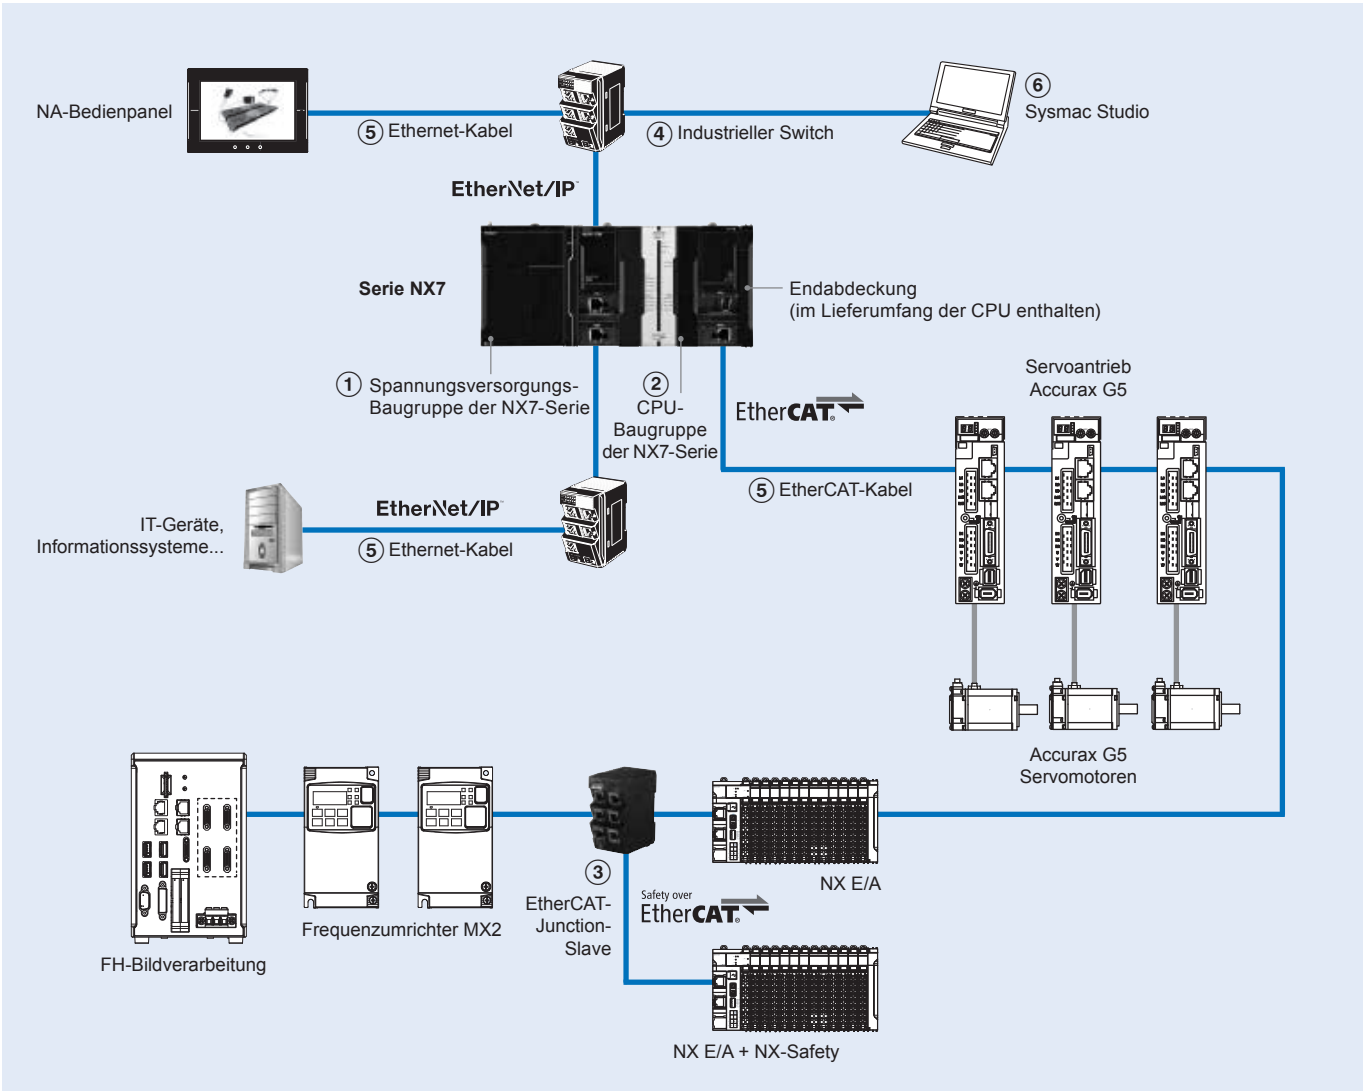 NA-Bedienpanel
5 Ethernet-Kabel
4 Industrieller Switch
6
Sysmac Studio
EtherNet/IP™
Serie NX7
Endabdeckung
(im Lieferumfang der CPU enthalten)
1 Spannungsversorgungs-
Baugruppe der NX7-Serie
2
CPU-
Baugruppe
der NX7-Serie
EtherCAT®
Servoantrieb
Accurax G5
5 EtherCAT-Kabel
IT-Geräte,
Informationssysteme...
EtherNet/IP™
5 Ethernet-Kabel
Accurax G5
Servomotoren
FH-Bildverarbeitung
Frequenzumrichter MX2
3
EtherCAT-
Junction-
Slave
Safety over
EtherCAT®
NX E/A
NX E/A + NX-Safety